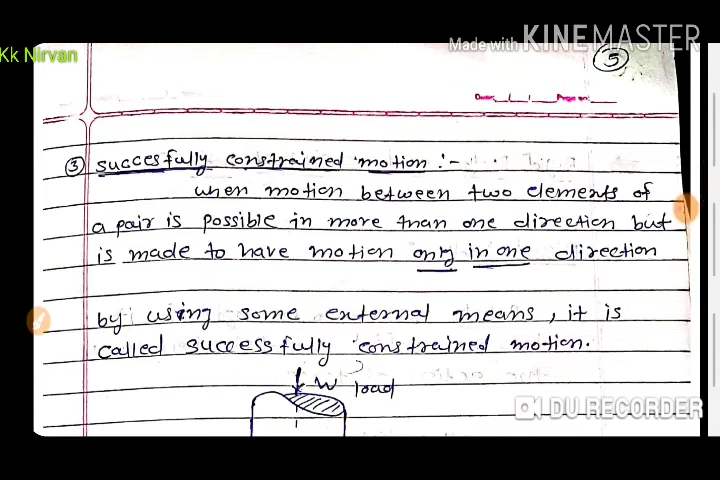 Made with KINEMASTER
Kk Nirvan
5
③ succesfully constrained motion :-
when motion between two elements of
a pair is possible in more than one direction but
is made to have motion only in one direction
by using some external means, it is
called successfully constrained motion.
W load
DU RECORDER